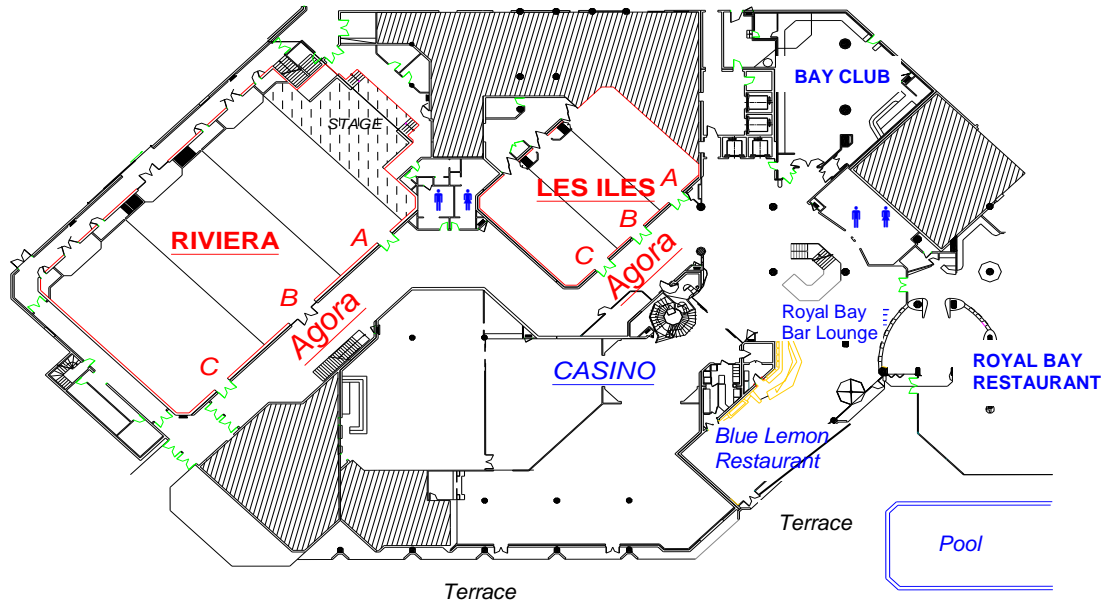 BAY CLUB
STAGE
LES ILES
A
B
C
Agora
RIVIERA
A
B
C
Agora
Royal Bay
Bar Lounge
CASINO
ROYAL BAY
RESTAURANT
Blue Lemon
Restaurant
Terrace
Pool
Terrace